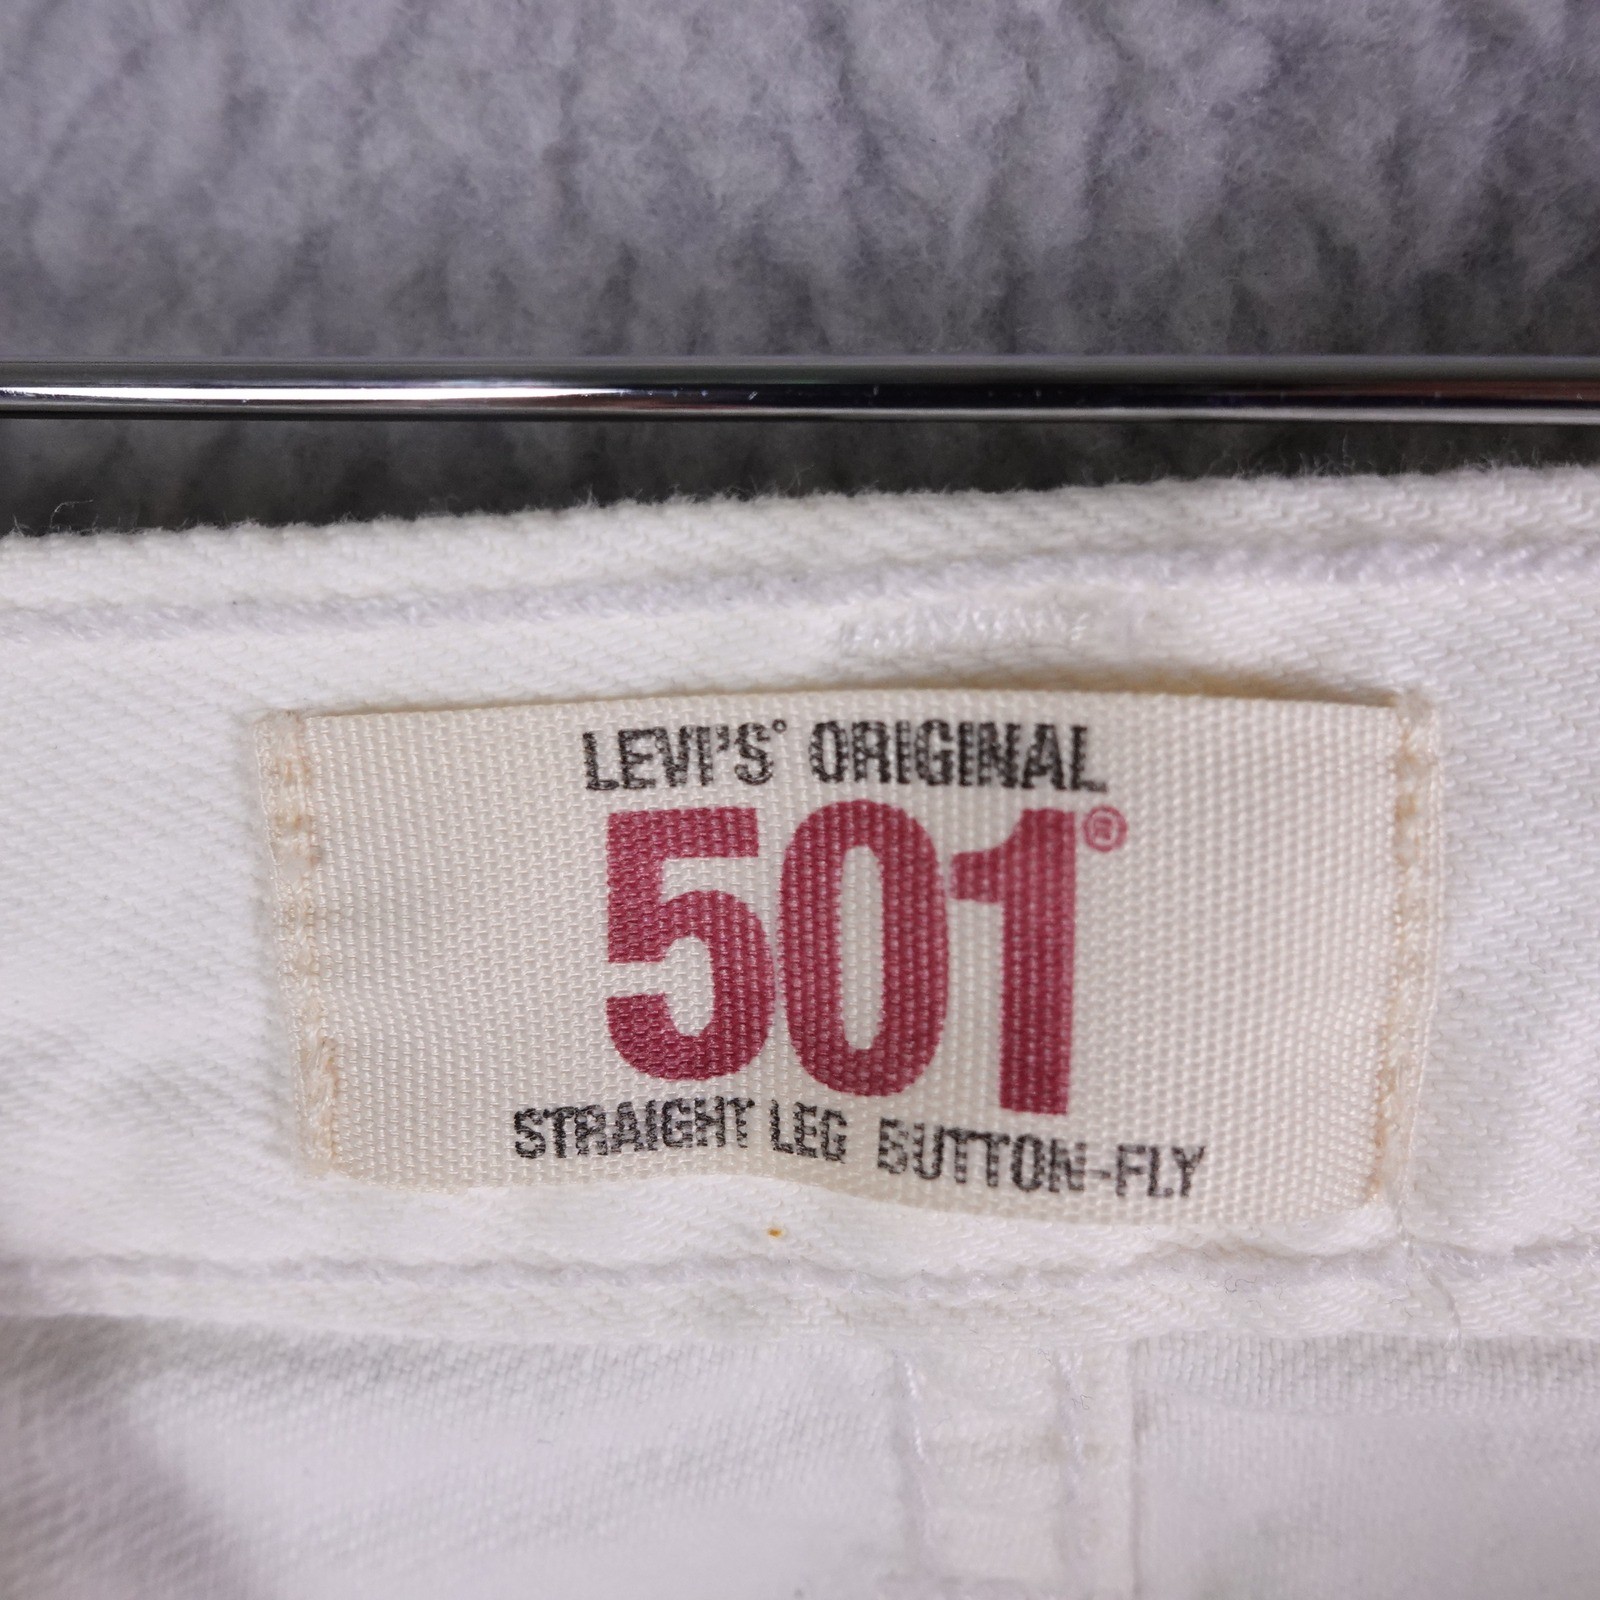 LEVI'S® ORIGINAL
501®
STRAIGHT LEG BUTTON-FLY